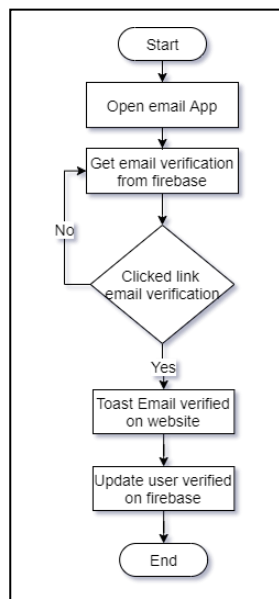 Start
Open email App
Get email verification
from firebase
No
Clicked link
email verification
Yes
Toast Email verified
on website
Update user verified
on firebase
End